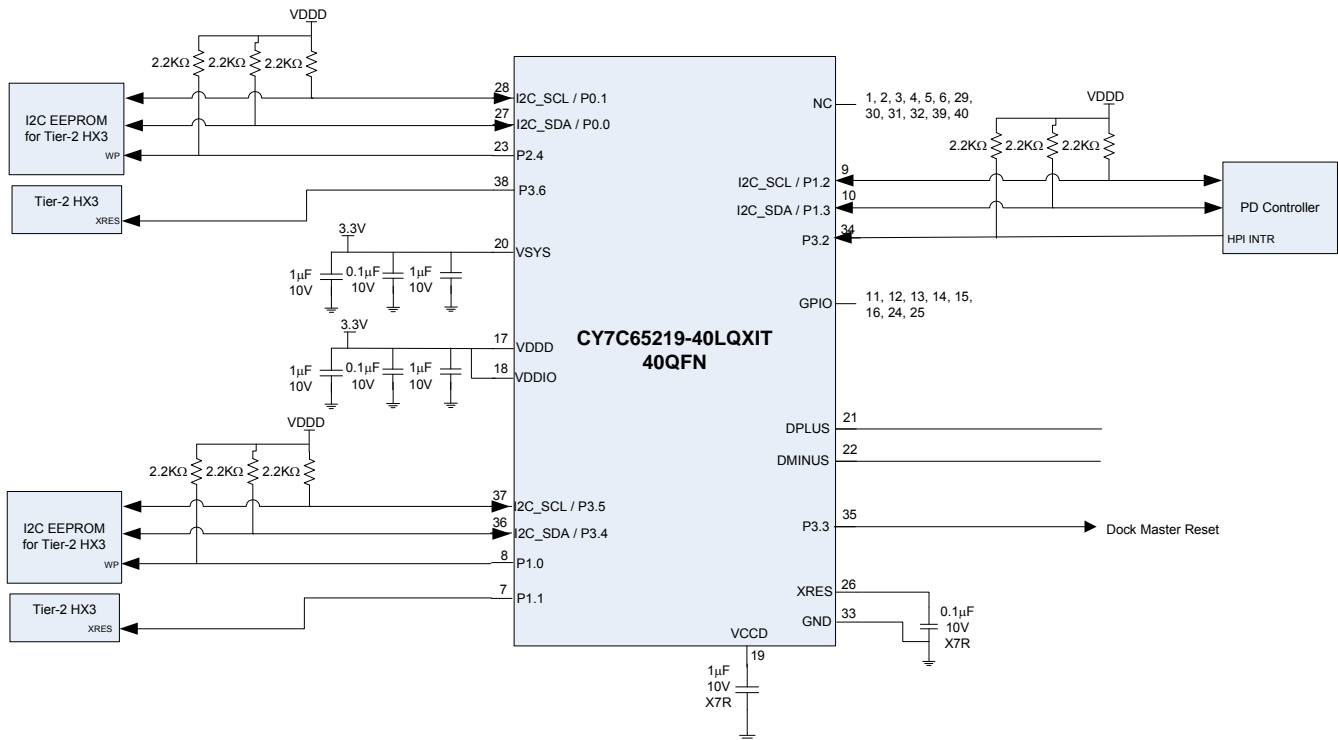 VDDD
2.2KΩ 2.2KΩ 2.2KΩ
I2C EEPROM
for Tier-2 HX3
WP
28
I2C_SCL / P0.1
27
I2C_SDA / P0.0
23
P2.4
Tier-2 HX3
XRES
38
P3.6
3.3V
20
VSYS
1µF
10V
0.1µF
10V
1µF
10V
3.3V
17
VDDD
18
VDDIO
1µF
10V
0.1µF
10V
1µF
10V
VDDD
2.2KΩ 2.2KΩ 2.2KΩ
I2C EEPROM
for Tier-2 HX3
WP
37
I2C_SCL / P3.5
36
I2C_SDA / P3.4
8
P1.0
Tier-2 HX3
XRES
7
P1.1
CY7C65219-40LQXIT
40QFN
VCCD
19
1µF
10V
X7R
NC
1, 2, 3, 4, 5, 6, 29,
30, 31, 32, 39, 40
VDDD
2.2KΩ 2.2KΩ 2.2KΩ
I2C_SCL / P1.2
9
I2C_SDA / P1.3
10
P3.2
34
PD Controller
HPI INTR
GPIO
11, 12, 13, 14, 15,
16, 24, 25
DPLUS
21
DMINUS
22
P3.3
35
Dock Master Reset
XRES
26
GND
33
0.1µF
10V
X7R